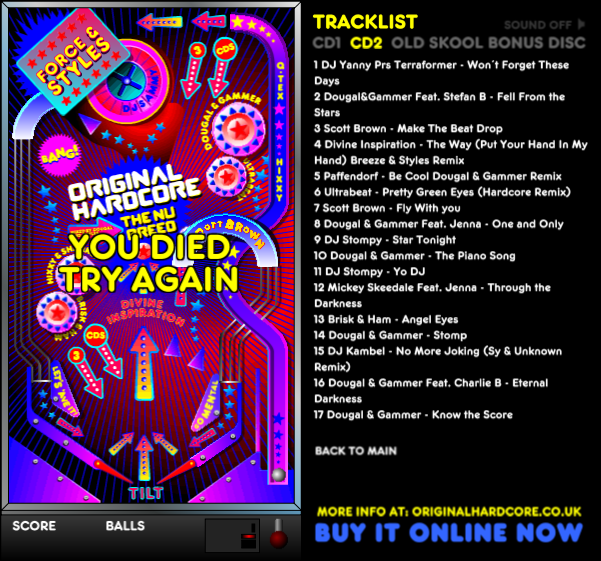 FORCE &
STYLES
DJ SAMMY
3
CDS
Q-TEX
HIXXY
DOUGAL & GAMMER
ULTRABEAT
BANG!
ORIGINAL
HARDCORE
THE NU
BREED
SCOTT BROWN
HIXXY & SH
YOU DIED
TRY AGAIN
BRISK & HAM
DIVINE
INSPIRATION
3
CDS
LET'S AVE IT!
GO MENTAL
TILT
SCORE
BALLS
TRACKLIST
SOUND OFF
CD1 CD2 OLD SKOOL BONUS DISC
1 DJ Yanny Prs Terraformer - Won´t Forget These
Days
2 Dougal&Gammer Feat. Stefan B - Fell From the
Stars
3 Scott Brown - Make The Beat Drop
4 Divine Inspiration - The Way (Put Your Hand In My
Hand) Breeze & Styles Remix
5 Paffendorf - Be Cool Dougal & Gammer Remix
6 Ultrabeat - Pretty Green Eyes (Hardcore Remix)
7 Scott Brown - Fly With you
8 Dougal & Gammer Feat. Jenna - One and Only
9 DJ Stompy - Star Tonight
10 Dougal & Gammer - The Piano Song
11 DJ Stompy - Yo DJ
12 Mickey Skeedale Feat. Jenna - Through the
Darkness
13 Brisk & Ham - Angel Eyes
14 Dougal & Gammer - Stomp
15 DJ Kambel - No More Joking (Sy & Unknown
Remix)
16 Dougal & Gammer Feat. Charlie B - Eternal
Darkness
17 Dougal & Gammer - Know the Score
BACK TO MAIN
MORE INFO AT: ORIGINALHARDCORE.CO.UK
BUY IT ONLINE NOW